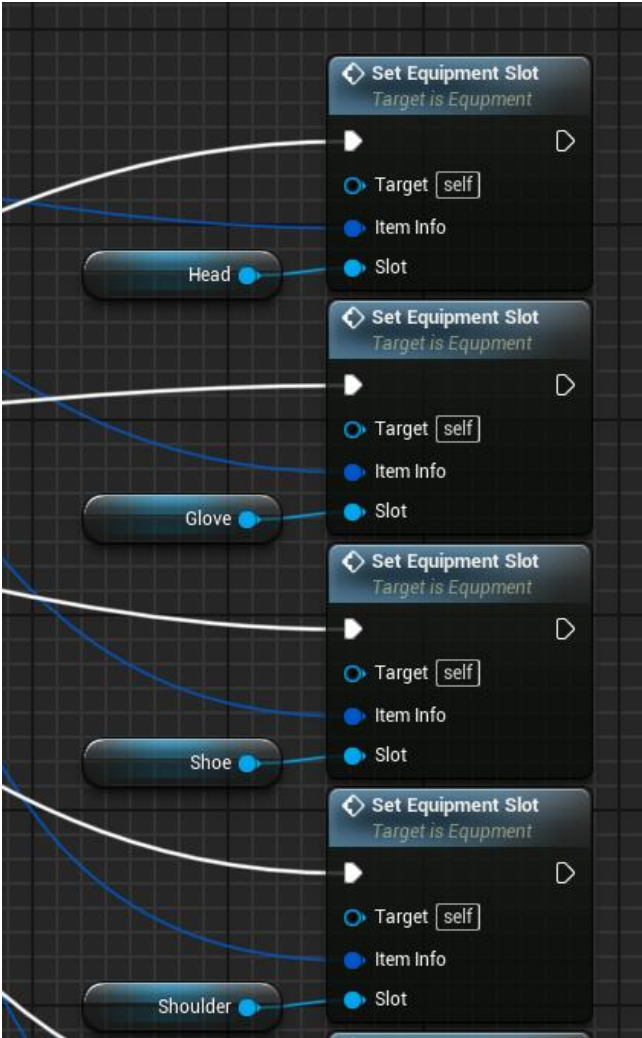 Set Equipment Slot
Target is Equpment
Target self
Item Info
Head
Slot
Set Equipment Slot
Target is Equpment
Target self
Item Info
Glove
Slot
Set Equipment Slot
Target is Equpment
Target self
Item Info
Shoe
Slot
Set Equipment Slot
Target is Equpment
Target self
Item Info
Shoulder
Slot